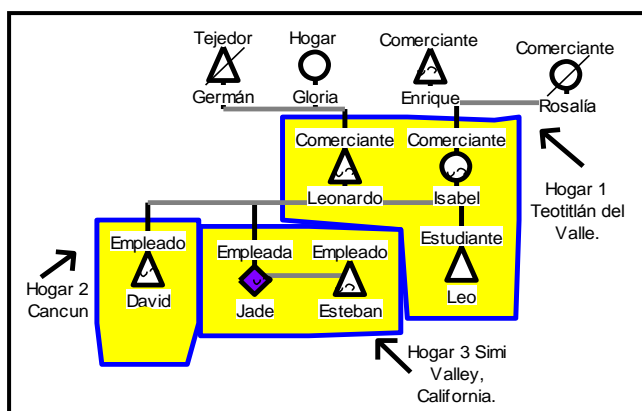 Tejedor
Hogar
Comerciante
Comerciante
Germán
Gloria
Enrique
Rosalía
Comerciante
Comerciante
Leonardo
Isabel
Hogar 1
Teotitlán del
Valle.
Empleado
Empleada
Empleado
Estudiante
Hogar 2
Cancun
David
Jade
Esteban
Leo
Hogar 3 Simi
Valley,
California.